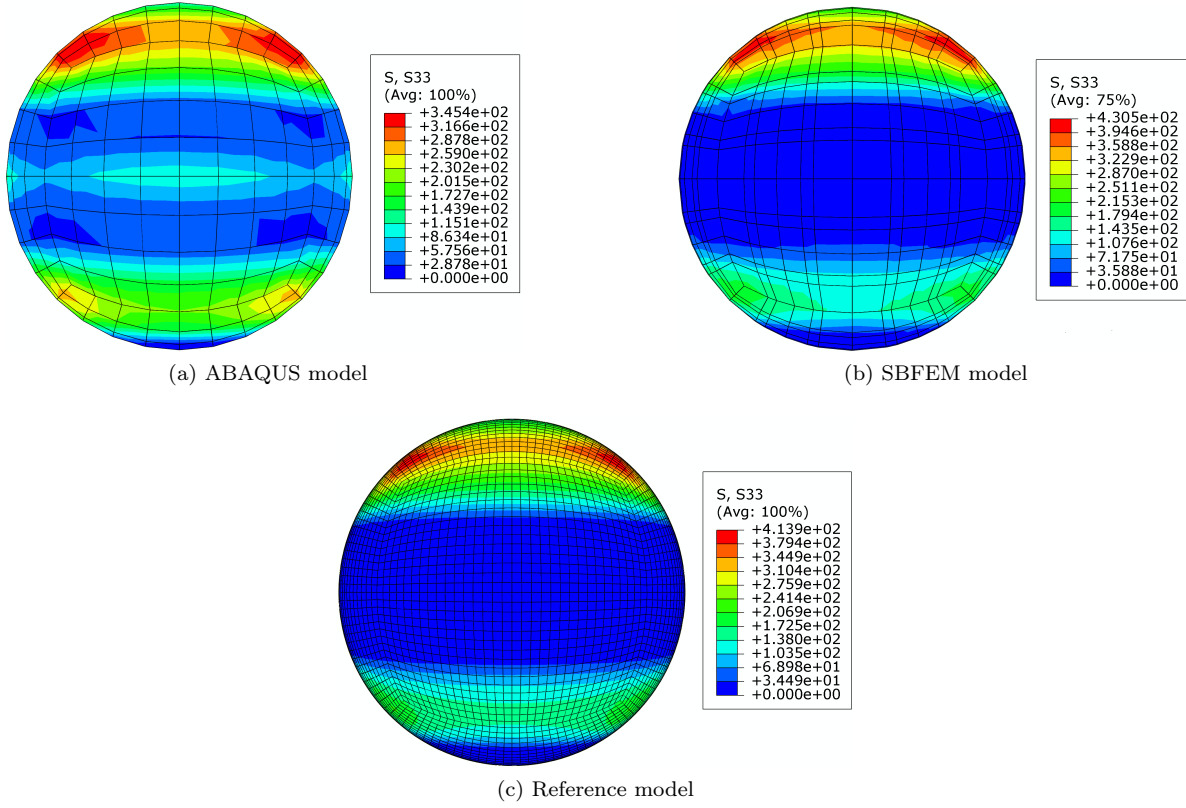 S, S33
(Avg: 100%)
+3.454e+02
+3.166e+02
+2.878e+02
+2.590e+02
+2.302e+02
+2.015e+02
+1.727e+02
+1.439e+02
+1.151e+02
+8.634e+01
+5.756e+01
+2.878e+01
+0.000e+00
(a) ABAQUS model
S, S33
(Avg: 75%)
+4.305e+02
+3.946e+02
+3.588e+02
+3.229e+02
+2.870e+02
+2.511e+02
+2.153e+02
+1.794e+02
+1.435e+02
+1.076e+02
+7.175e+01
+3.588e+01
+0.000e+00
(b) SBFEM model
S, S33
(Avg: 100%)
+4.139e+02
+3.794e+02
+3.449e+02
+3.104e+02
+2.759e+02
+2.414e+02
+2.069e+02
+1.725e+02
+1.380e+02
+1.035e+02
+6.898e+01
+3.449e+01
+0.000e+00
(c) Reference model